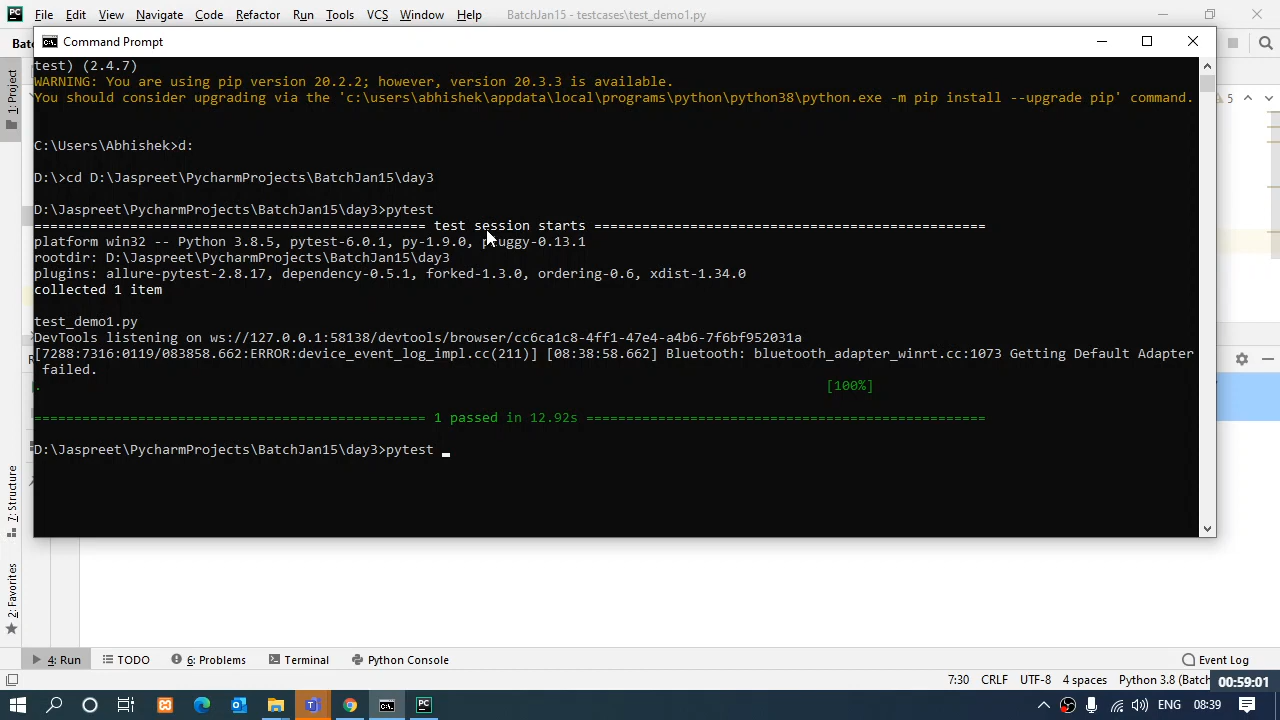 File Edit View Navigate Code Refactor Run Tools VCS Window Help BatchJan15 - testcases\test_demo1.py
Command Prompt
test) (2.4.7)
WARNING: You are using pip version 20.2.2; however, version 20.3.3 is available.
You should consider upgrading via the 'c:\users\abhishek\appdata\local\programs\python\python38\python.exe -m pip install --upgrade pip' command.
5
C:\Users\Abhishek>d:
D:\>cd D:\Jaspreet\PycharmProjects\BatchJan15\day3
D:\Jaspreet\PycharmProjects\BatchJan15\day3>pytest
================================================= test session starts =================================================
platform win32 -- Python 3.8.5, pytest-6.0.1, py-1.9.0, pluggy-0.13.1
rootdir: D:\Jaspreet\PycharmProjects\BatchJan15\day3
plugins: allure-pytest-2.8.17, dependency-0.5.1, forked-1.3.0, ordering-0.6, xdist-1.34.0
collected 1 item
test_demo1.py
DevTools listening on ws://127.0.0.1:58138/devtools/browser/cc6ca1c8-4ff1-47e4-a4b6-7f6bf952031a
[7288:7316:0119/083858.662:ERROR:device_event_log_impl.cc(211)] [08:38:58.662] Bluetooth: bluetooth_adapter_winrt.cc:1073 Getting Default Adapter
failed.
. [100%]
================================================= 1 passed in 12.92s ==================================================
D:\Jaspreet\PycharmProjects\BatchJan15\day3>pytest
1: Project
7: Structure
2: Favorites
4: Run TODO 6: Problems Terminal Python Console Event Log
7:30 CRLF UTF-8 4 spaces Python 3.8 (Batch 00:59:01
ENG 08:39